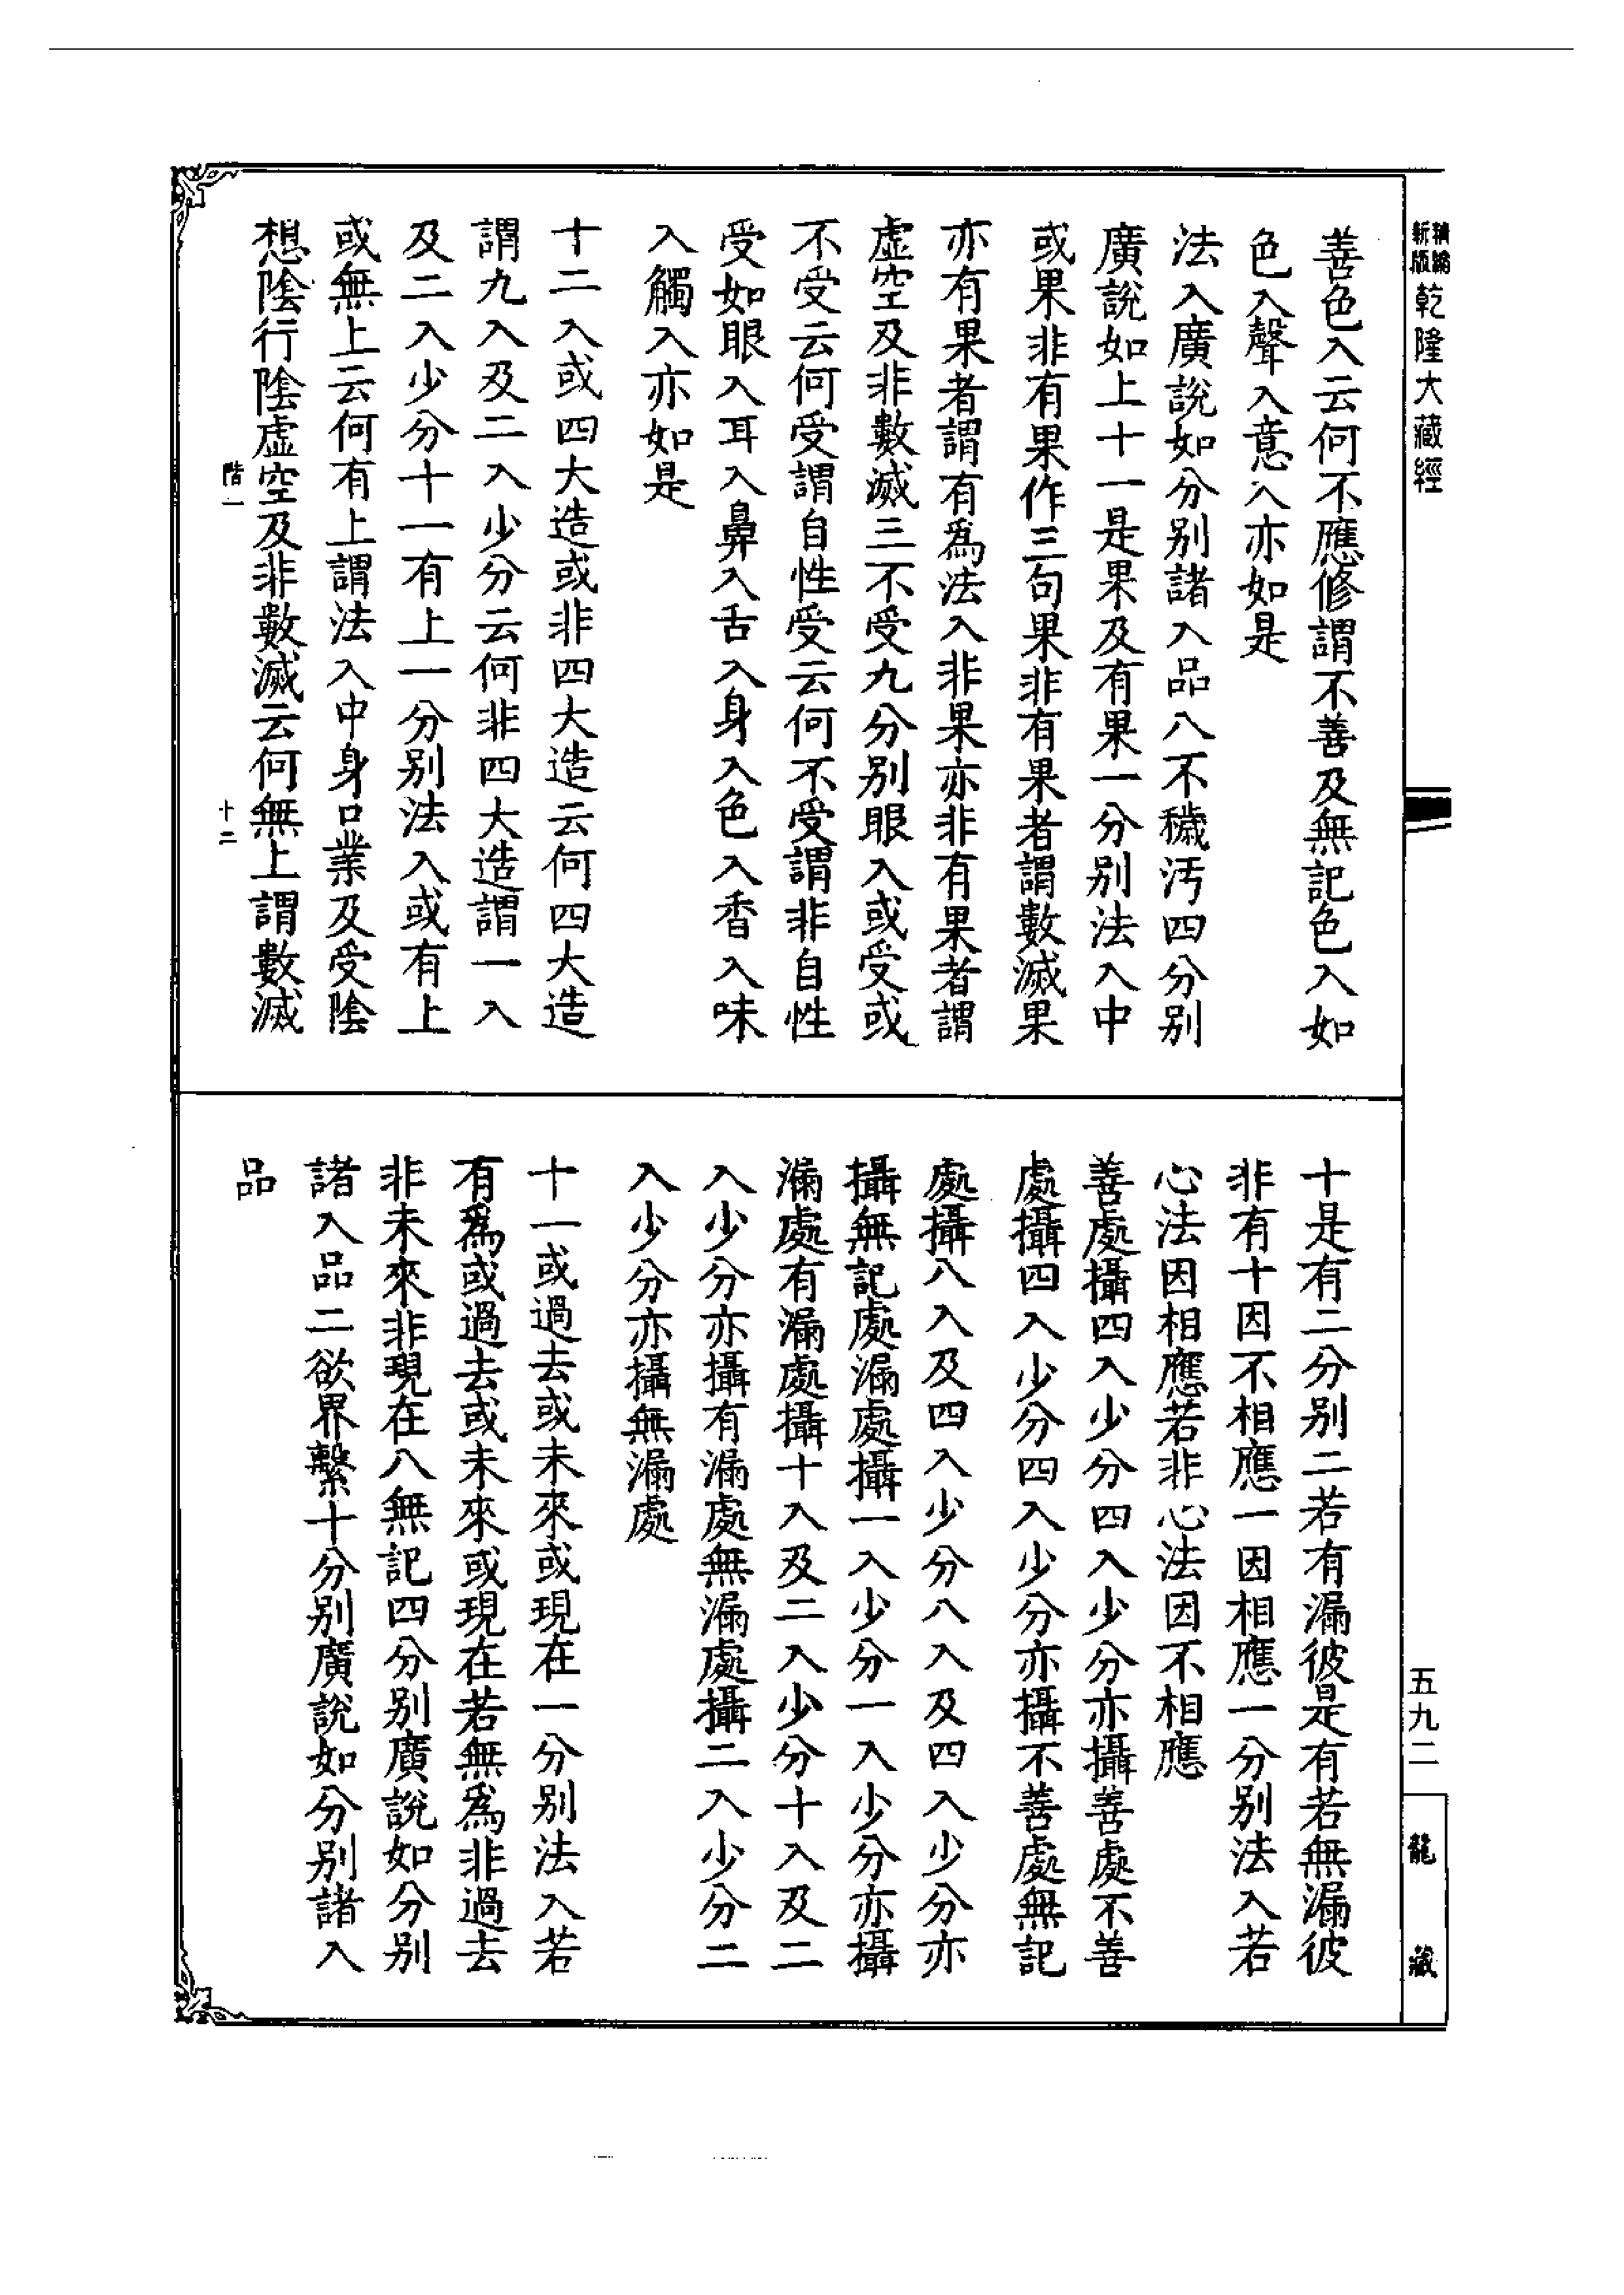 精編新版乾隆大藏經
五九二
龍藏
善色入云何不應修謂不善及無記色入如
色入聲入意入亦如是
法入廣說如分別諸入品八不穢污四分別
廣說如上十一是果及有果一分別法入中
或果非有果作三句果非有果者謂數滅果
亦有果者謂有為法入非果亦非有果者謂
虛空及非數滅三不受九分別眼入或受或
不受云何受謂自性受云何不受謂非自性
受如眼入耳入鼻入舌入身入色入香入味
入觸入亦如是
十二入或四大造或非四大造云何四大造
謂九入及二入少分云何非四大造謂一入
及二入少分十一有上一分別法入或有上
或無上云何有上謂法入中身口業及受陰
想陰行陰虛空及非數滅云何無上謂數滅
階一
十二
十是有二分別二若有漏彼是有若無漏彼
非有十因不相應一因相應一分別法入若
心法因相應若非心法因不相應
善處攝四入少分四入少分亦攝善處不善
處攝四入少分四入少分亦攝不善處無記
處攝八入及四入少分八入及四入少分亦
攝無記處漏處攝一入少分一入少分亦攝
漏處有漏處攝十入及二入少分十入及二
入少分亦攝有漏處無漏處攝二入少分二
入少分亦攝無漏處
十一或過去或未來或現在一分別法入若
有為或過去或未來或現在若無為非過去
非未來非現在八無記四分別廣說如分別
諸入品二欲界繫十分別廣說如分別諸入
品